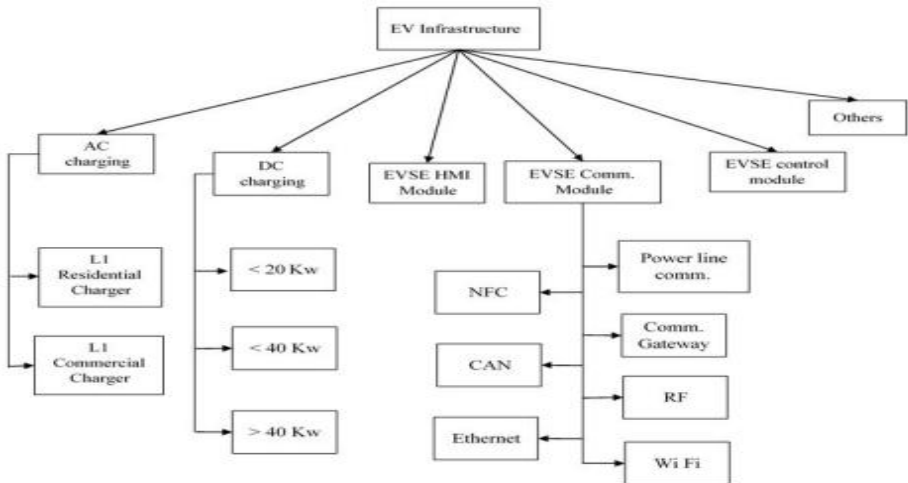 EV Infrastructure
Others
AC
charging
DC
charging
EVSE HMI
Module
EVSE Comm.
Module
EVSE control
module
L1
Residential
Charger
L1
Commercial
Charger
< 20 Kw
< 40 Kw
> 40 Kw
NFC
CAN
Ethernet
Power line
comm.
Comm.
Gateway
RF
Wi Fi